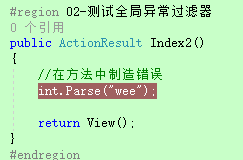 #region 02-测试全局异常过滤器
0 个引用
public ActionResult Index2()
{
//在方法中制造错误
int.Parse("wee");
return View();
}
#endregion